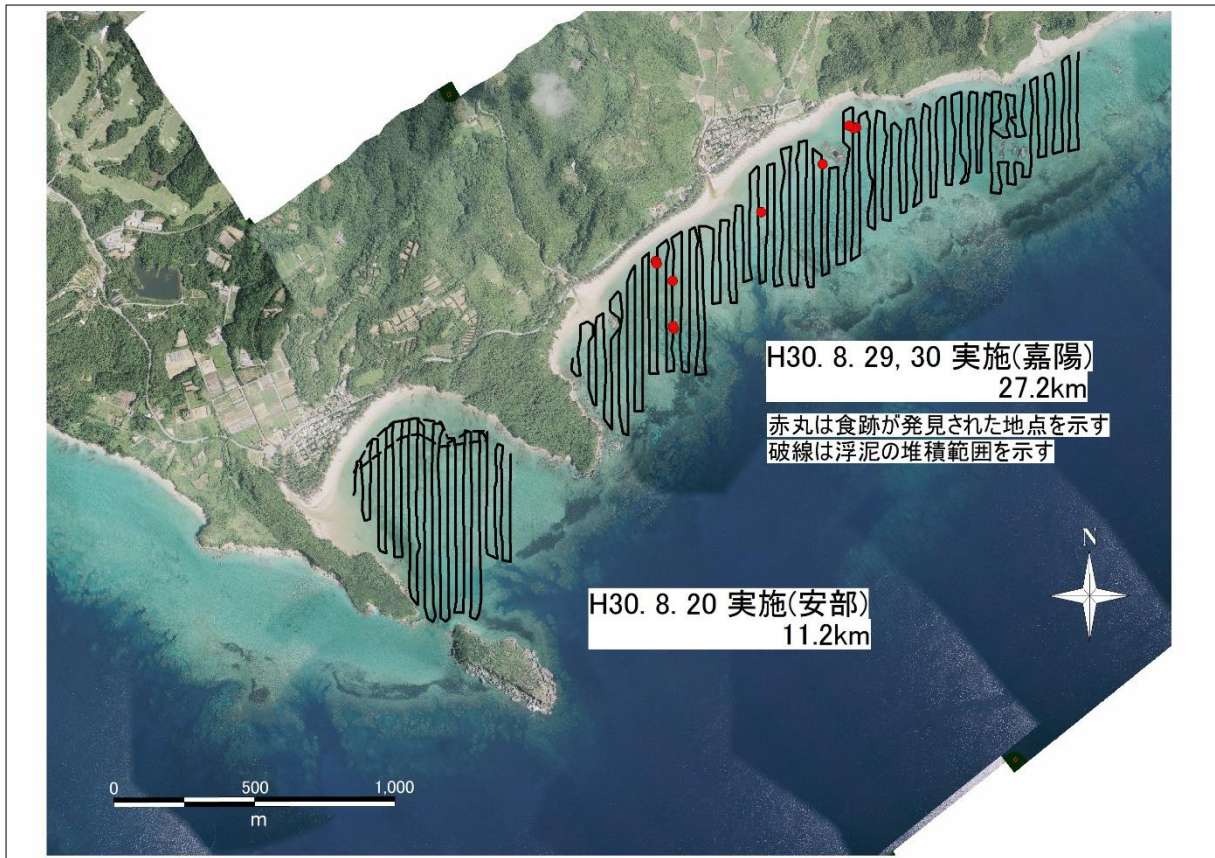 H30. 8. 29, 30 実施(嘉陽)
27.2km
赤丸は食跡が発見された地点を示す
破線は浮泥の堆積範囲を示す
N
H30. 8. 20 実施(安部)
11.2km
0 500 1,000
m